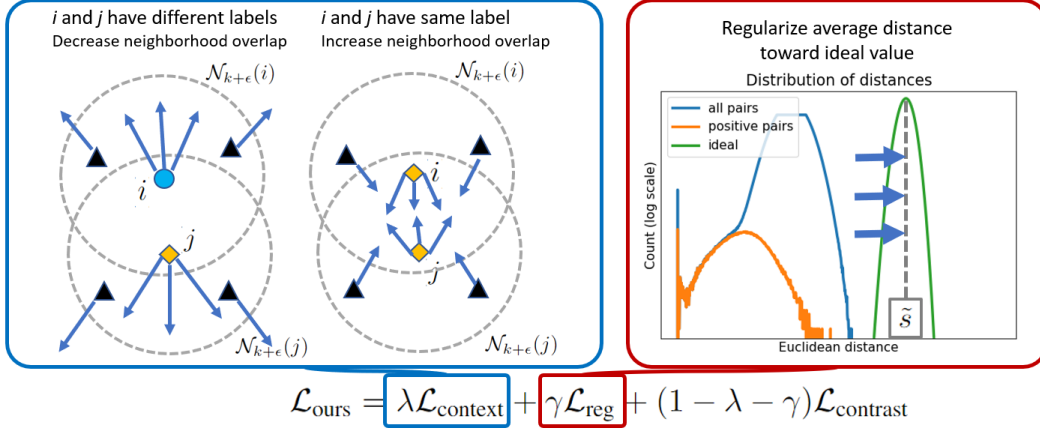 i and j have different labels
Decrease neighborhood overlap
i and j have same label
Increase neighborhood overlap
𝒩ₖ₊ϵ(i)
i
j
𝒩ₖ₊ϵ(j)
𝒩ₖ₊ϵ(i)
i
j
𝒩ₖ₊ϵ(j)
Regularize average distance
toward ideal value
Distribution of distances
all pairs
positive pairs
ideal
Count (log scale)
s̃
Euclidean distance
ℒours = λℒcontext + γℒreg + (1 − λ − γ)ℒcontrast